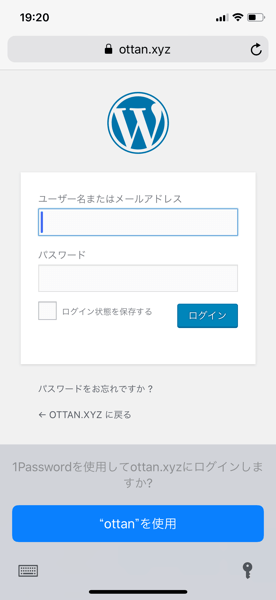 19:20
ottan.xyz
ユーザー名またはメールアドレス
パスワード
ログイン状態を保存する
ログイン
パスワードをお忘れですか ?
← OTTAN.XYZ に戻る
1Passwordを使用してottan.xyzにログインしま
すか?
“ottan”を使用